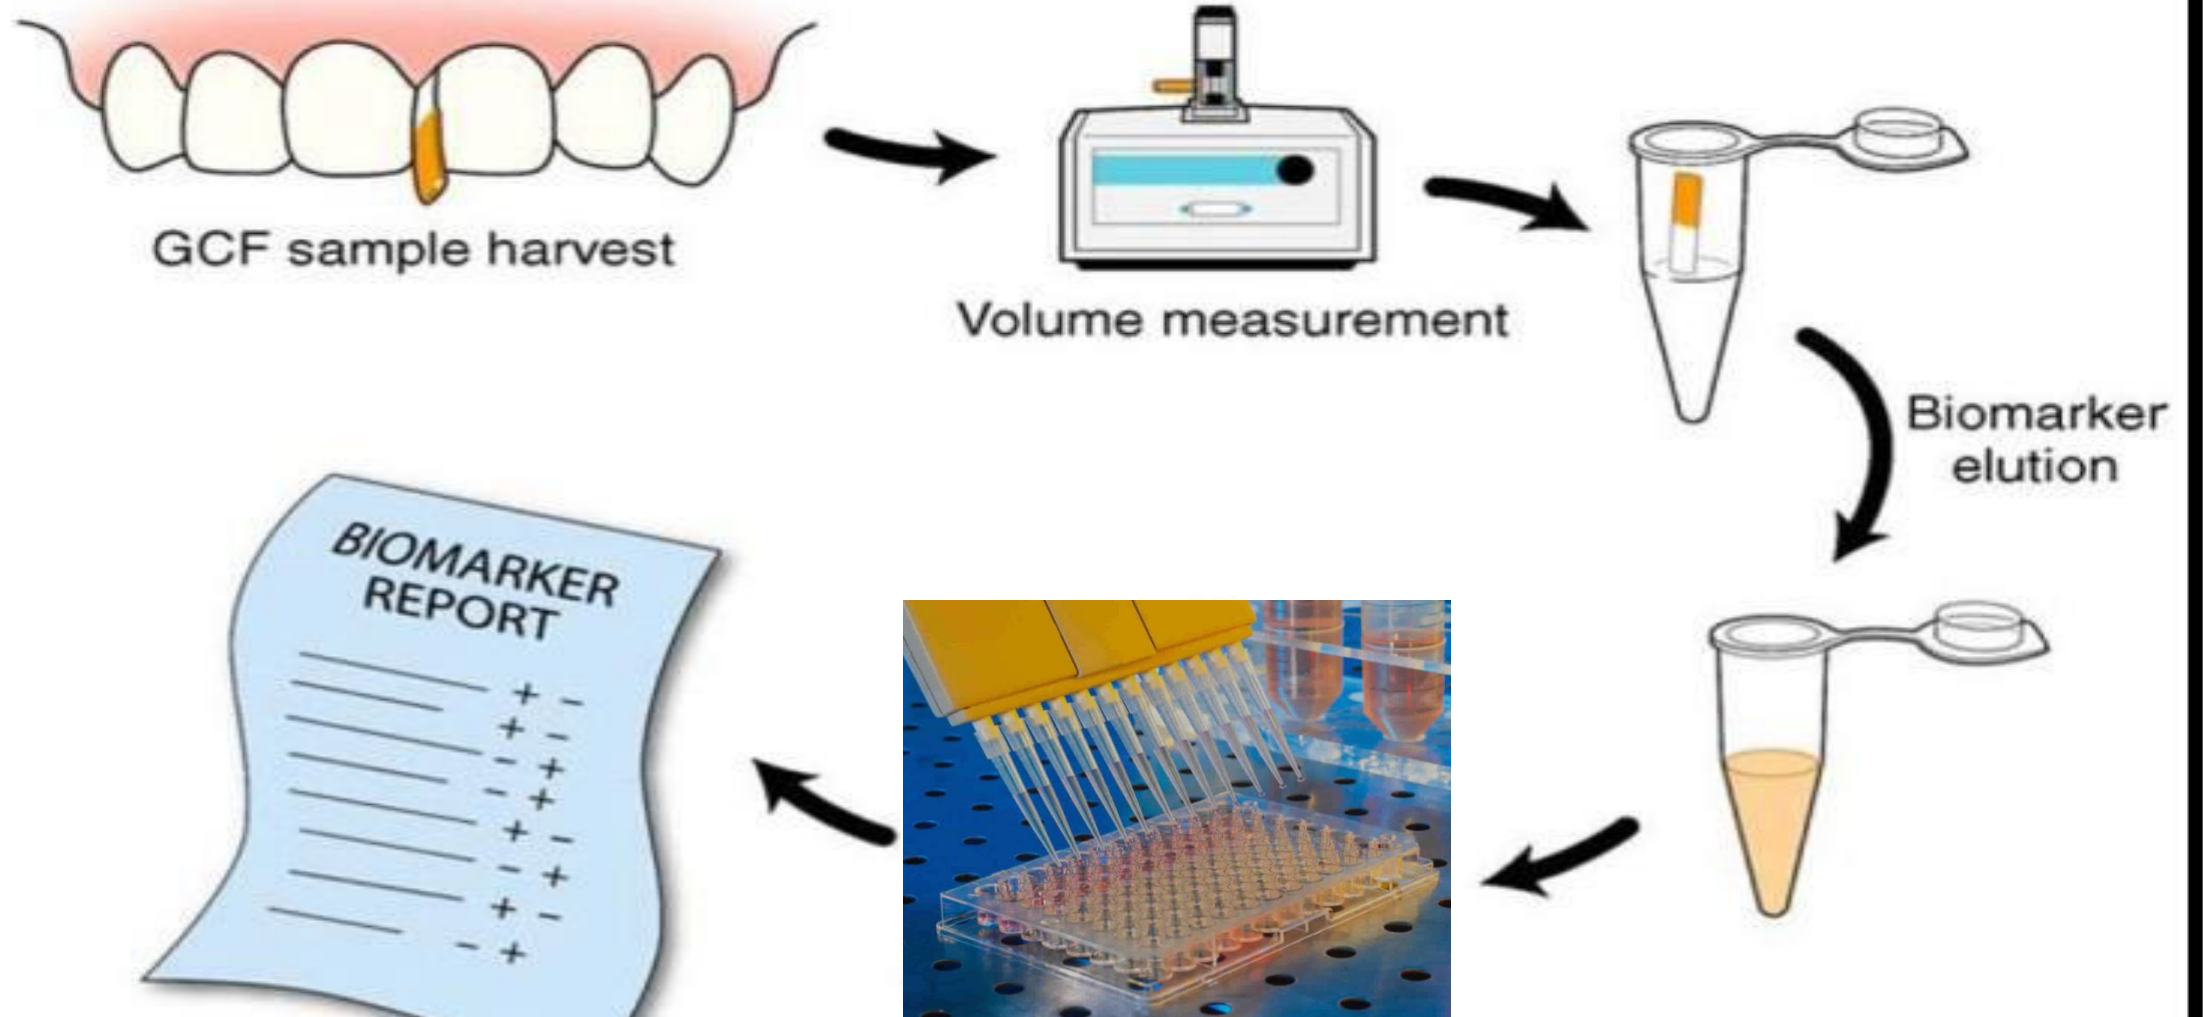 GCF sample harvest
Volume measurement
Biomarker
elution
BIOMARKER
REPORT
+ -
+ -
- +
- +
+ -
- +
+ -
- +